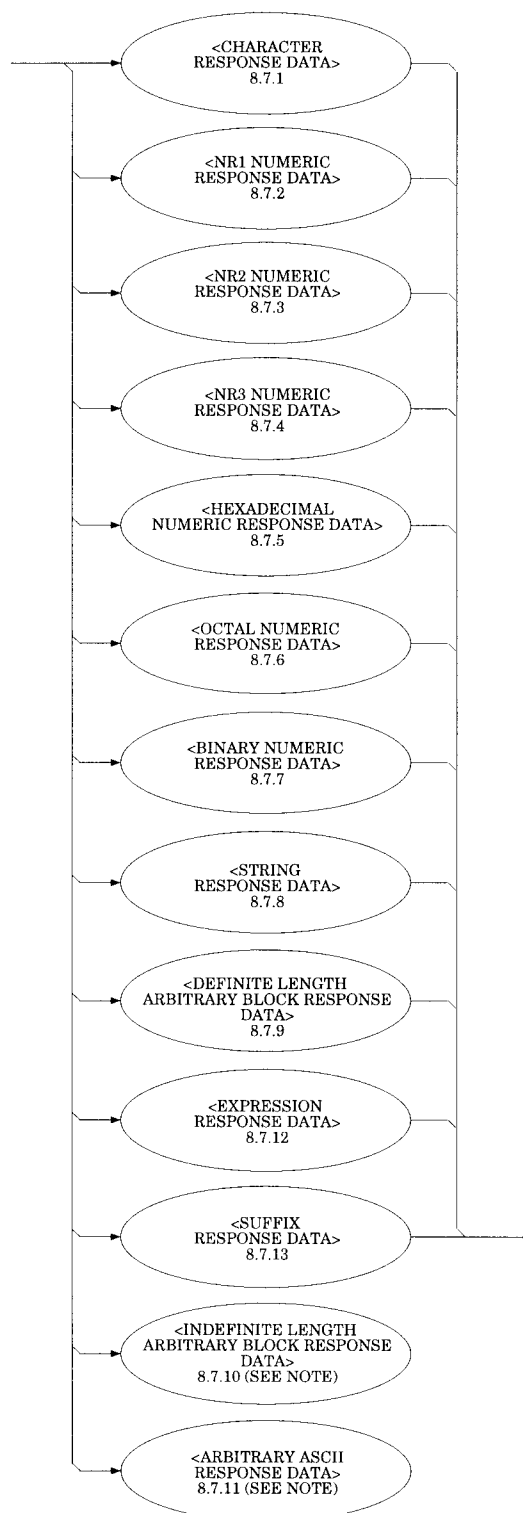 <CHARACTER
RESPONSE DATA>
8.7.1
<NR1 NUMERIC
RESPONSE DATA>
8.7.2
<NR2 NUMERIC
RESPONSE DATA>
8.7.3
<NR3 NUMERIC
RESPONSE DATA>
8.7.4
<HEXADECIMAL
NUMERIC RESPONSE DATA>
8.7.5
<OCTAL NUMERIC
RESPONSE DATA>
8.7.6
<BINARY NUMERIC
RESPONSE DATA>
8.7.7
<STRING
RESPONSE DATA>
8.7.8
<DEFINITE LENGTH
ARBITRARY BLOCK RESPONSE
DATA>
8.7.9
<EXPRESSION
RESPONSE DATA>
8.7.12
<SUFFIX
RESPONSE DATA>
8.7.13
<INDEFINITE LENGTH
ARBITRARY BLOCK RESPONSE
DATA>
8.7.10 (SEE NOTE)
<ARBITRARY ASCII
RESPONSE DATA>
8.7.11 (SEE NOTE)